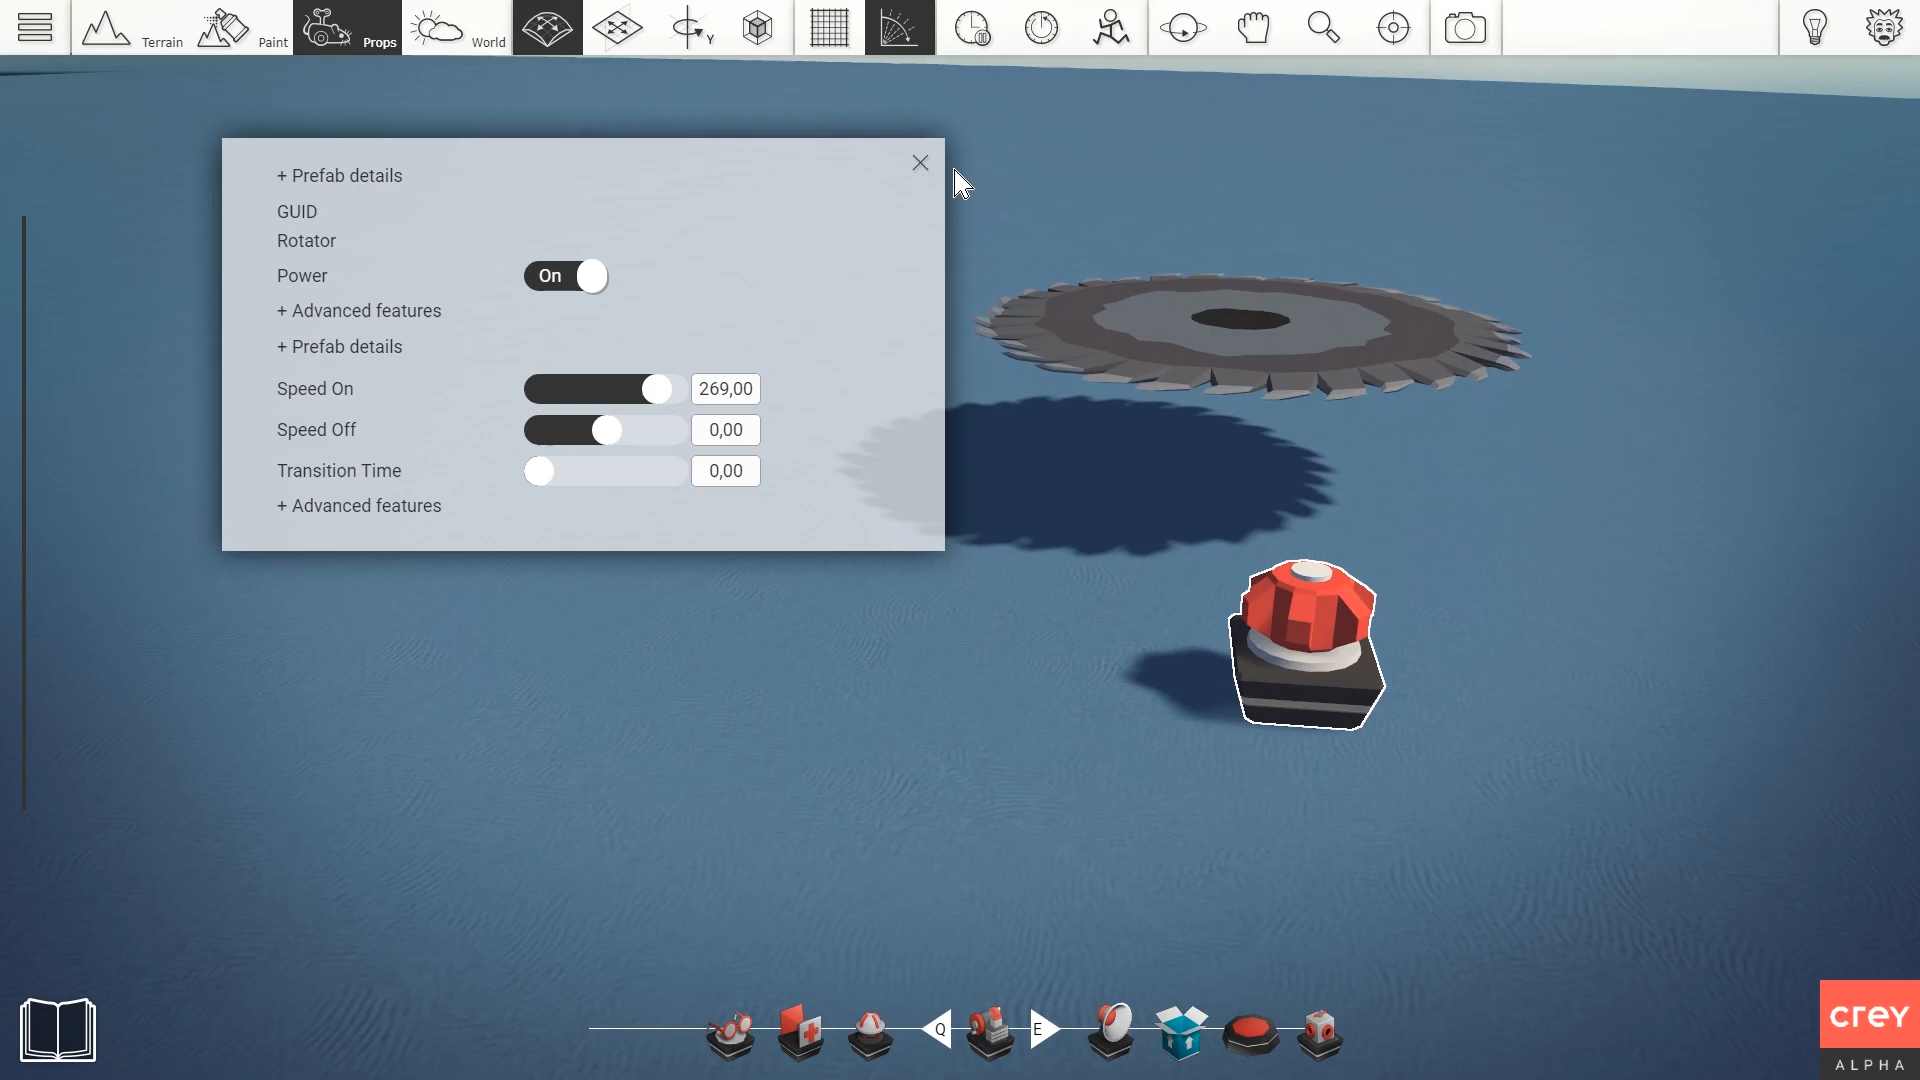 Terrain
Paint
Props
World
Y
+ Prefab details
GUID
Rotator
Power
On
+ Advanced features
+ Prefab details
Speed On
269,00
Speed Off
0,00
Transition Time
0,00
+ Advanced features
Q
E
crey
ALPHA